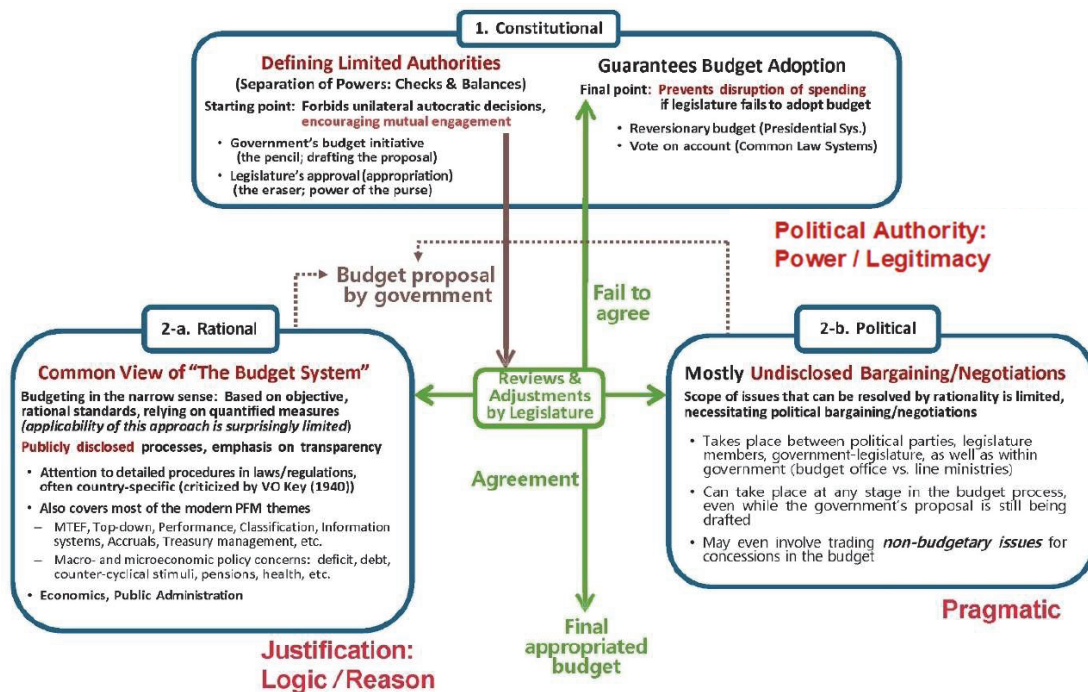 1. Constitutional
Defining Limited Authorities
(Separation of Powers: Checks & Balances)
Starting point: Forbids unilateral autocratic decisions,
encouraging mutual engagement
• Government's budget initiative
(the pencil; drafting the proposal)
• Legislature's approval (appropriation)
(the eraser; power of the purse)
Guarantees Budget Adoption
Final point: Prevents disruption of spending
if legislature fails to adopt budget
• Reversionary budget (Presidential Sys.)
• Vote on account (Common Law Systems)
Political Authority:
Power / Legitimacy
Budget proposal
by government
Fail to
agree
2-a. Rational
Common View of "The Budget System"
Budgeting in the narrow sense: Based on objective,
rational standards, relying on quantified measures
(applicability of this approach is surprisingly limited)
Publicly disclosed processes, emphasis on transparency
• Attention to detailed procedures in laws/regulations,
often country-specific (criticized by VO Key (1940))
• Also covers most of the modern PFM themes
– MTEF, Top-down, Performance, Classification, Information
systems, Accruals, Treasury management, etc.
– Macro- and microeconomic policy concerns: deficit, debt,
counter-cyclical stimuli, pensions, health, etc.
• Economics, Public Administration
Justification:
Logic / Reason
Reviews &
Adjustments
by Legislature
Agreement
Final
appropriated
budget
2-b. Political
Mostly Undisclosed Bargaining/Negotiations
Scope of issues that can be resolved by rationality is limited,
necessitating political bargaining/negotiations
• Takes place between political parties, legislature
members, government-legislature, as well as within
government (budget office vs. line ministries)
• Can take place at any stage in the budget process,
even while the government's proposal is still being
drafted
• May even involve trading non-budgetary issues for
concessions in the budget
Pragmatic